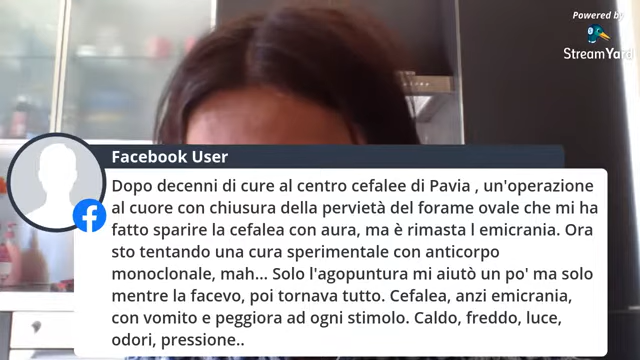 Powered by
StreamYard
Facebook User
Dopo decenni di cure al centro cefalee di Pavia , un'operazione
al cuore con chiusura della pervietà del forame ovale che mi ha
fatto sparire la cefalea con aura, ma è rimasta l emicrania. Ora
sto tentando una cura sperimentale con anticorpo
monoclonale, mah... Solo l'agopuntura mi aiutò un po' ma solo
mentre la facevo, poi tornava tutto. Cefalea, anzi emicrania,
con vomito e peggiora ad ogni stimolo. Caldo, freddo, luce,
odori, pressione..